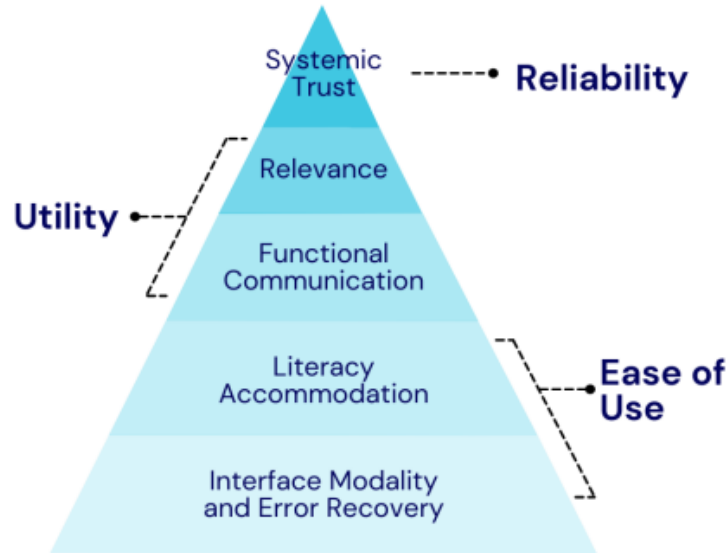 Systemic
Trust
Reliability
Relevance
Utility
Functional
Communication
Literacy
Accommodation
Ease of
Use
Interface Modality
and Error Recovery